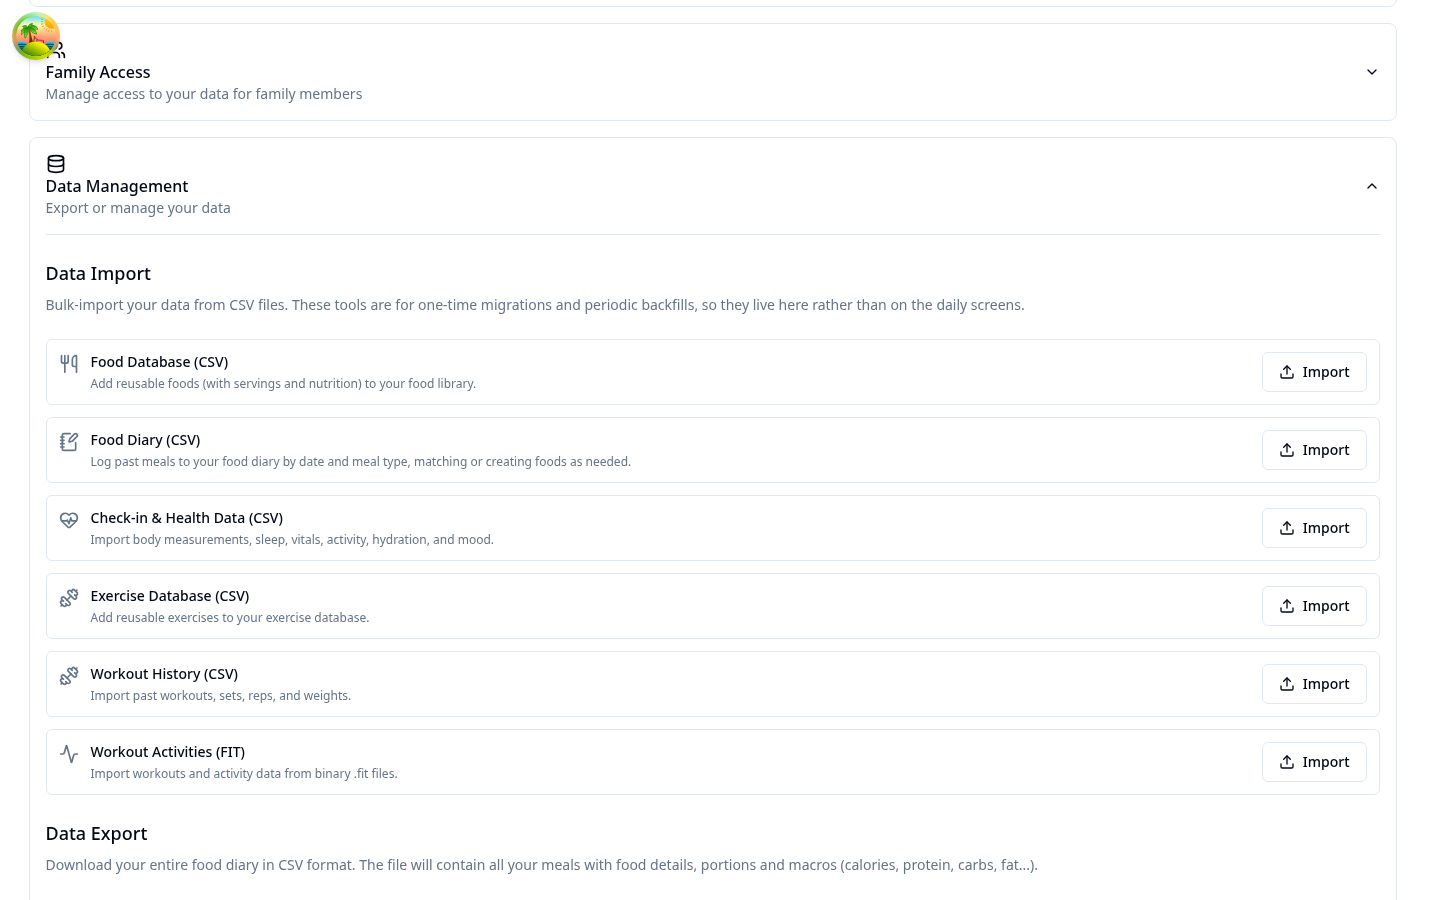 Family Access
Manage access to your data for family members
Data Management
Export or manage your data
Data Import
Bulk-import your data from CSV files. These tools are for one-time migrations and periodic backfills, so they live here rather than on the daily screens.
Food Database (CSV)
Add reusable foods (with servings and nutrition) to your food library.
Import
Food Diary (CSV)
Log past meals to your food diary by date and meal type, matching or creating foods as needed.
Import
Check-in & Health Data (CSV)
Import body measurements, sleep, vitals, activity, hydration, and mood.
Import
Exercise Database (CSV)
Add reusable exercises to your exercise database.
Import
Workout History (CSV)
Import past workouts, sets, reps, and weights.
Import
Workout Activities (FIT)
Import workouts and activity data from binary .fit files.
Import
Data Export
Download your entire food diary in CSV format. The file will contain all your meals with food details, portions and macros (calories, protein, carbs, fat...).